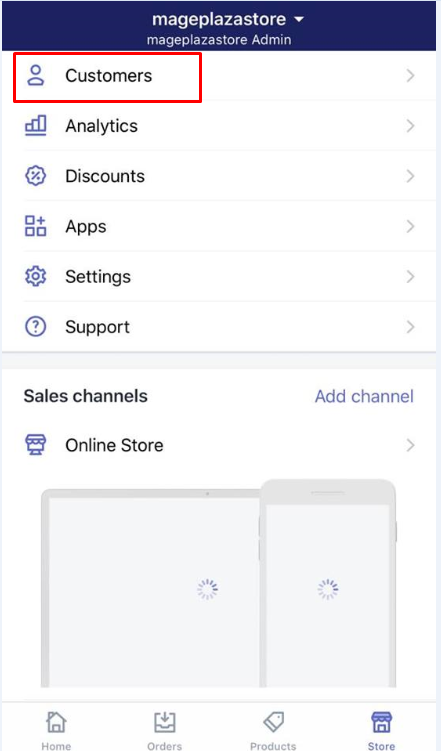 mageplazastore
mageplazastore Admin
Customers
Analytics
Discounts
Apps
Settings
Support
Sales channels
Add channel
Online Store
Home
Orders
Products
Store